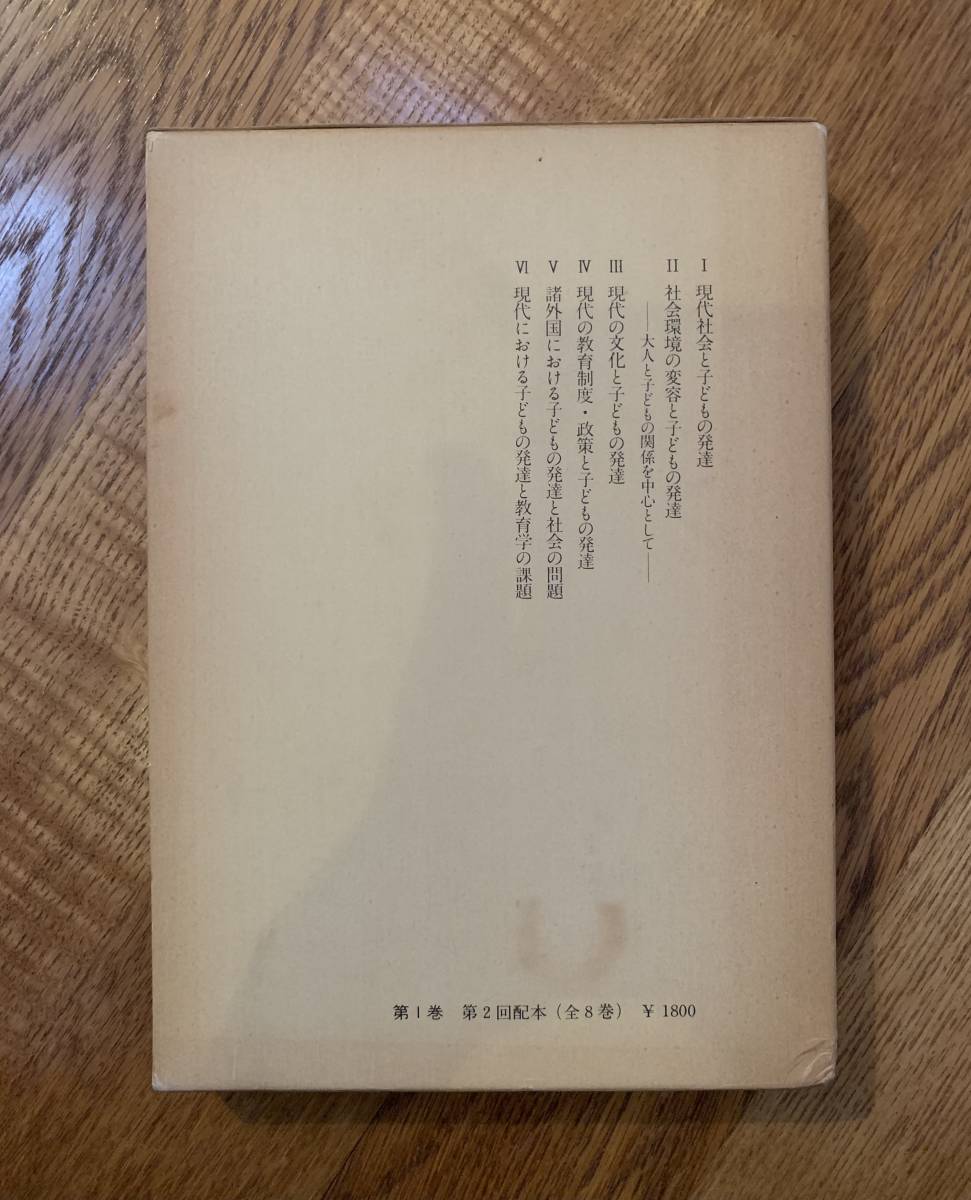 I 現代社会と子どもの発達
II 社会環境の変容と子どもの発達
――大人と子どもの関係を中心として――
III 現代の文化と子どもの発達
IV 現代の教育制度・政策と子どもの発達
V 諸外国における子どもの発達と社会の問題
VI 現代における子どもの発達と教育学の課題
第1巻 第2回配本（全8巻） ¥ 1800